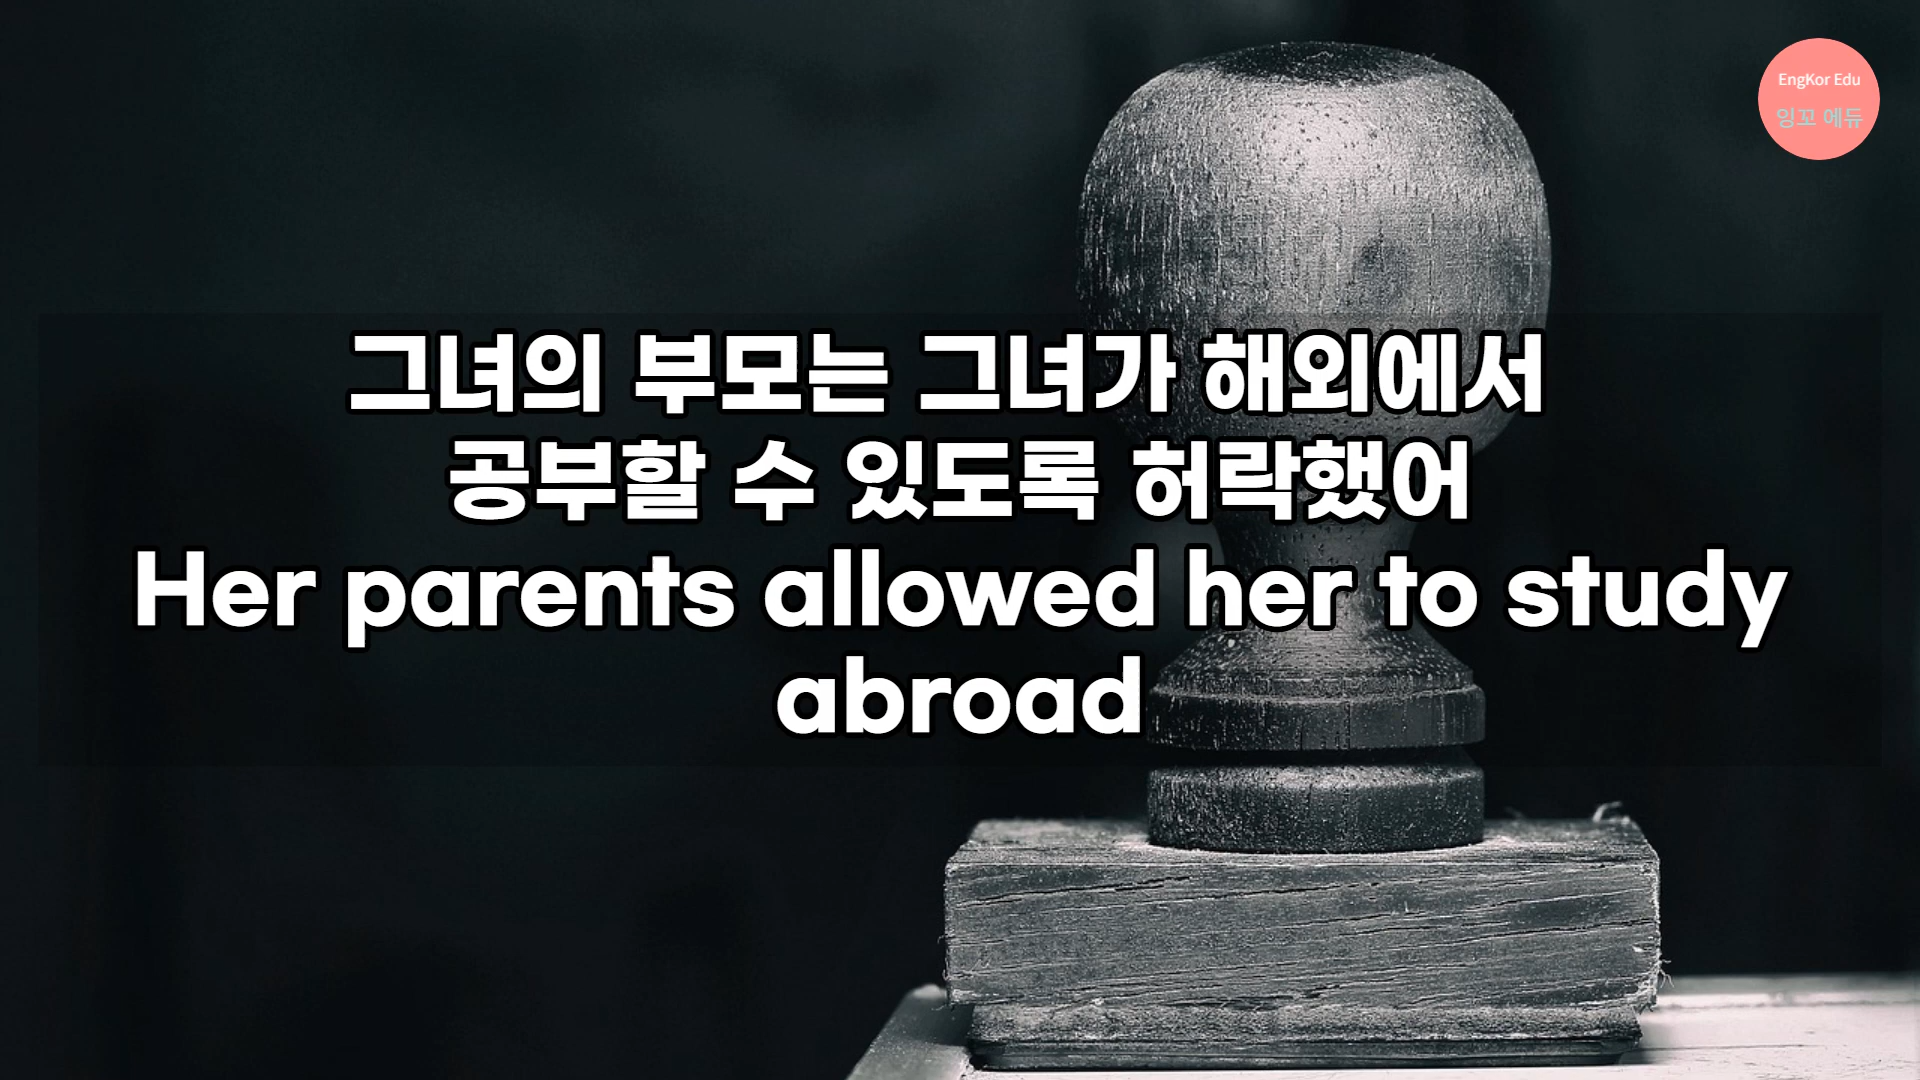 EngKor Edu
잉꼬 에듀
그녀의 부모는 그녀가 해외에서
공부할 수 있도록 허락했어
Her parents allowed her to study
abroad